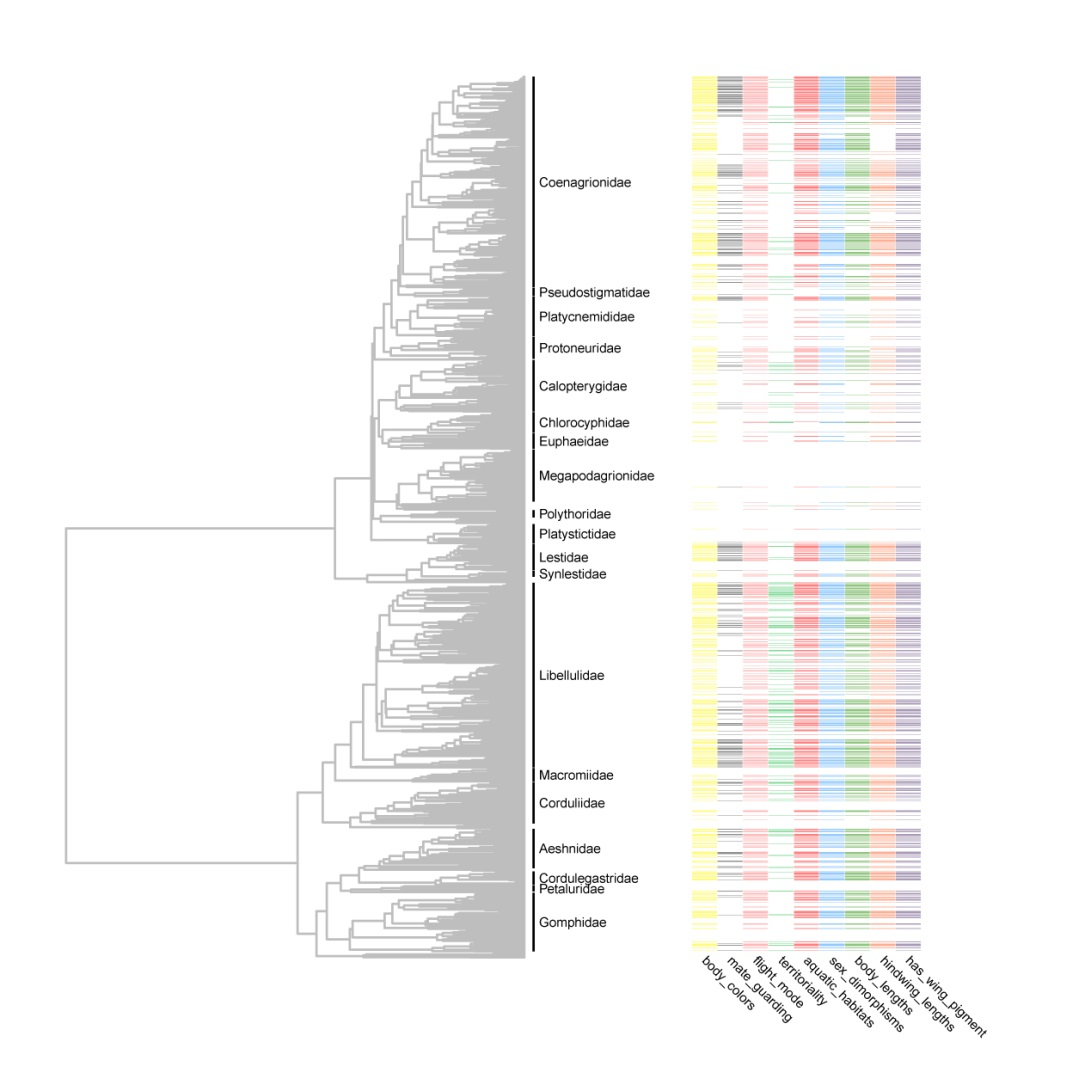 Coenagrionidae
Pseudostigmatidae
Platycnemididae
Protoneuridae
Calopterygidae
Chlorocyphidae
Euphaeidae
Megapodagrionidae
Polythoridae
Platystictidae
Lestidae
Synlestidae
Libellulidae
Macromiidae
Corduliidae
Aeshnidae
Cordulegastridae
Petaluridae
Gomphidae
body_colors
mate_guarding
flight_mode
territoriality
aquatic_habitats
sex_dimorphisms
body_lengths
hindwing_lengths
has_wing_pigment